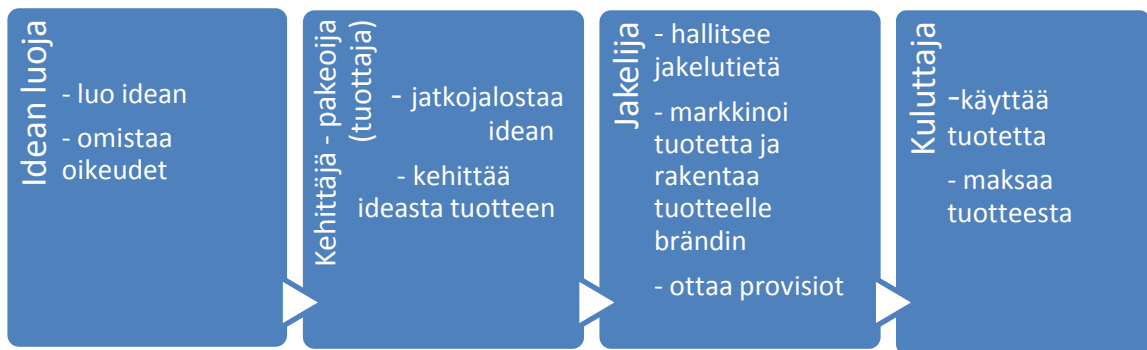 Idean luoja
- luo idean
- omistaa
oikeudet
Kehittäjä - pakeoija
(tuottaja)
- jatkojalostaa
idean
- kehittää
ideasta tuotteen
Jakelija
- hallitsee
jakelutietä
- markkinoi
tuotetta ja
rakentaa
tuotteelle
brändin
- ottaa provisiot
Kuluttaja
-käyttää
tuotetta
- maksaa
tuotteesta